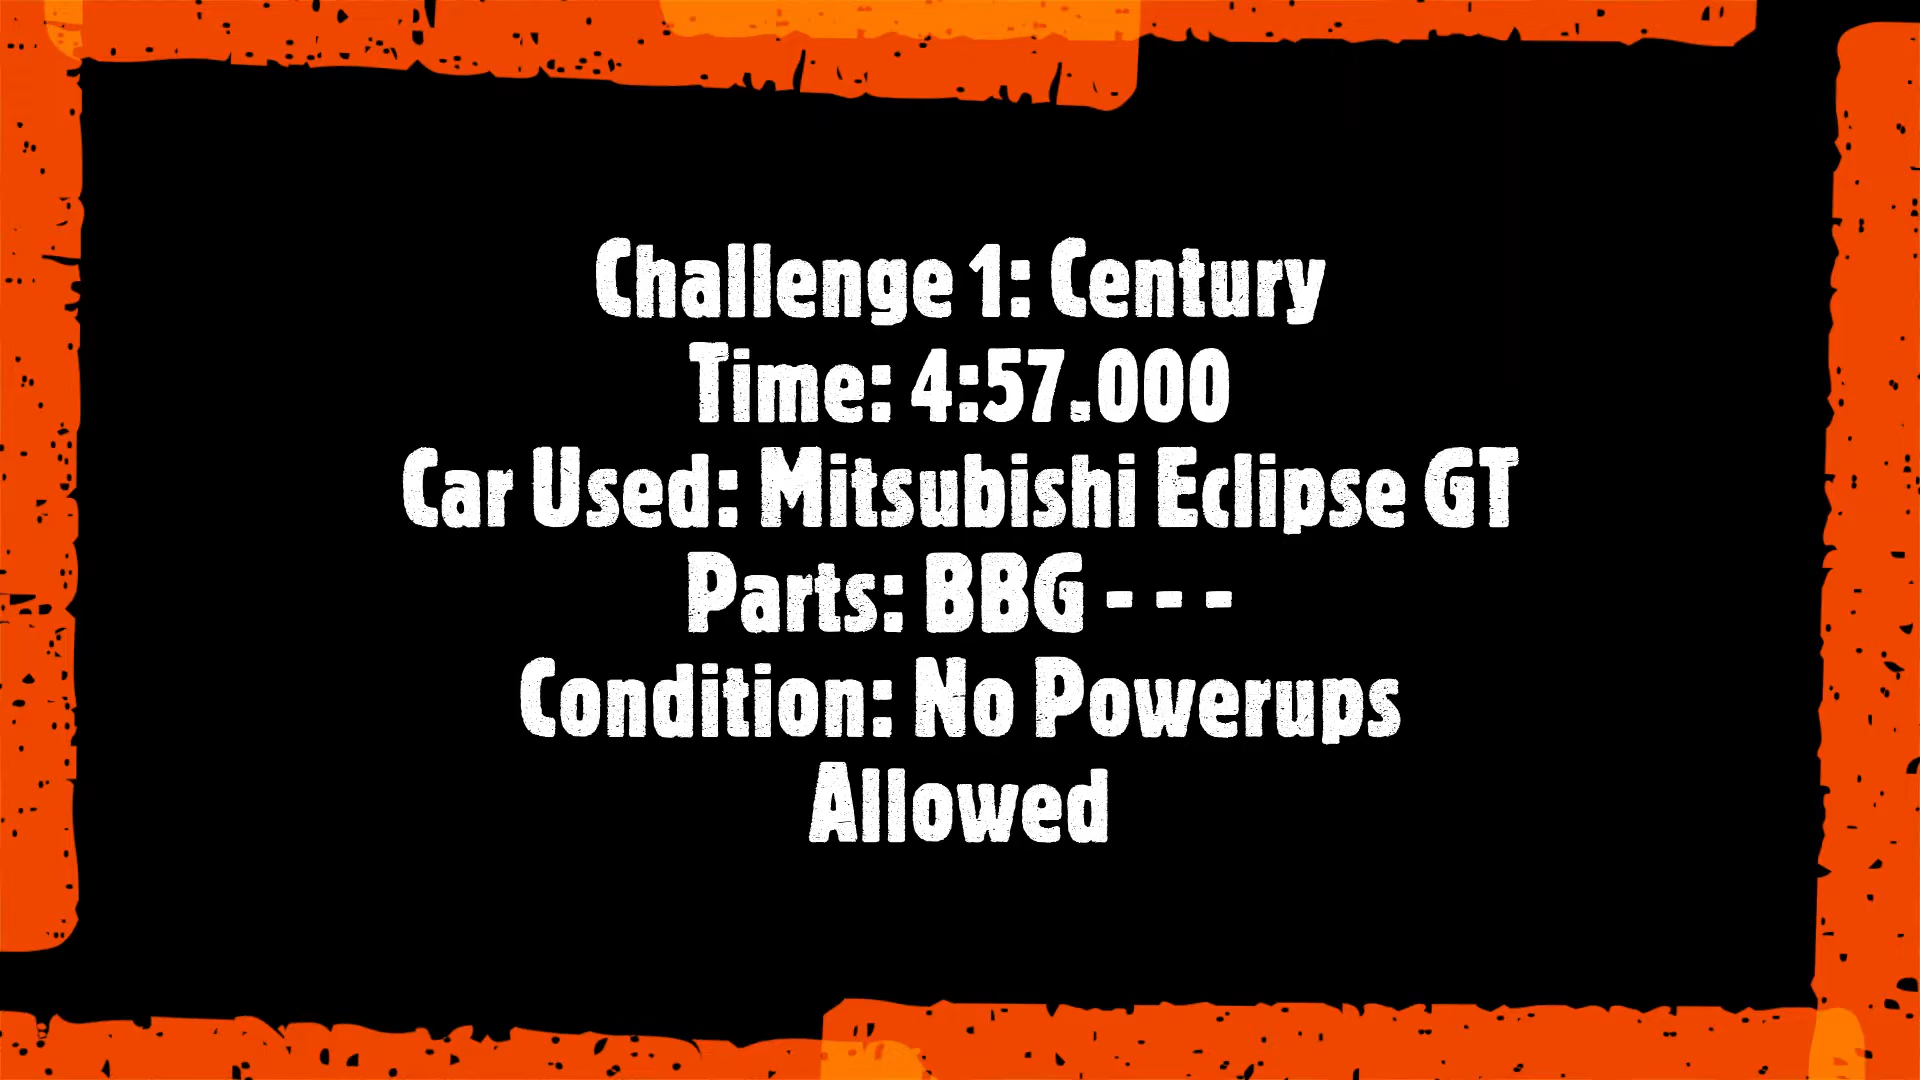 Challenge 1: Century
Time: 4:57.000
Car Used: Mitsubishi Eclipse GT
Parts: BBG - - -
Condition: No Powerups
Allowed